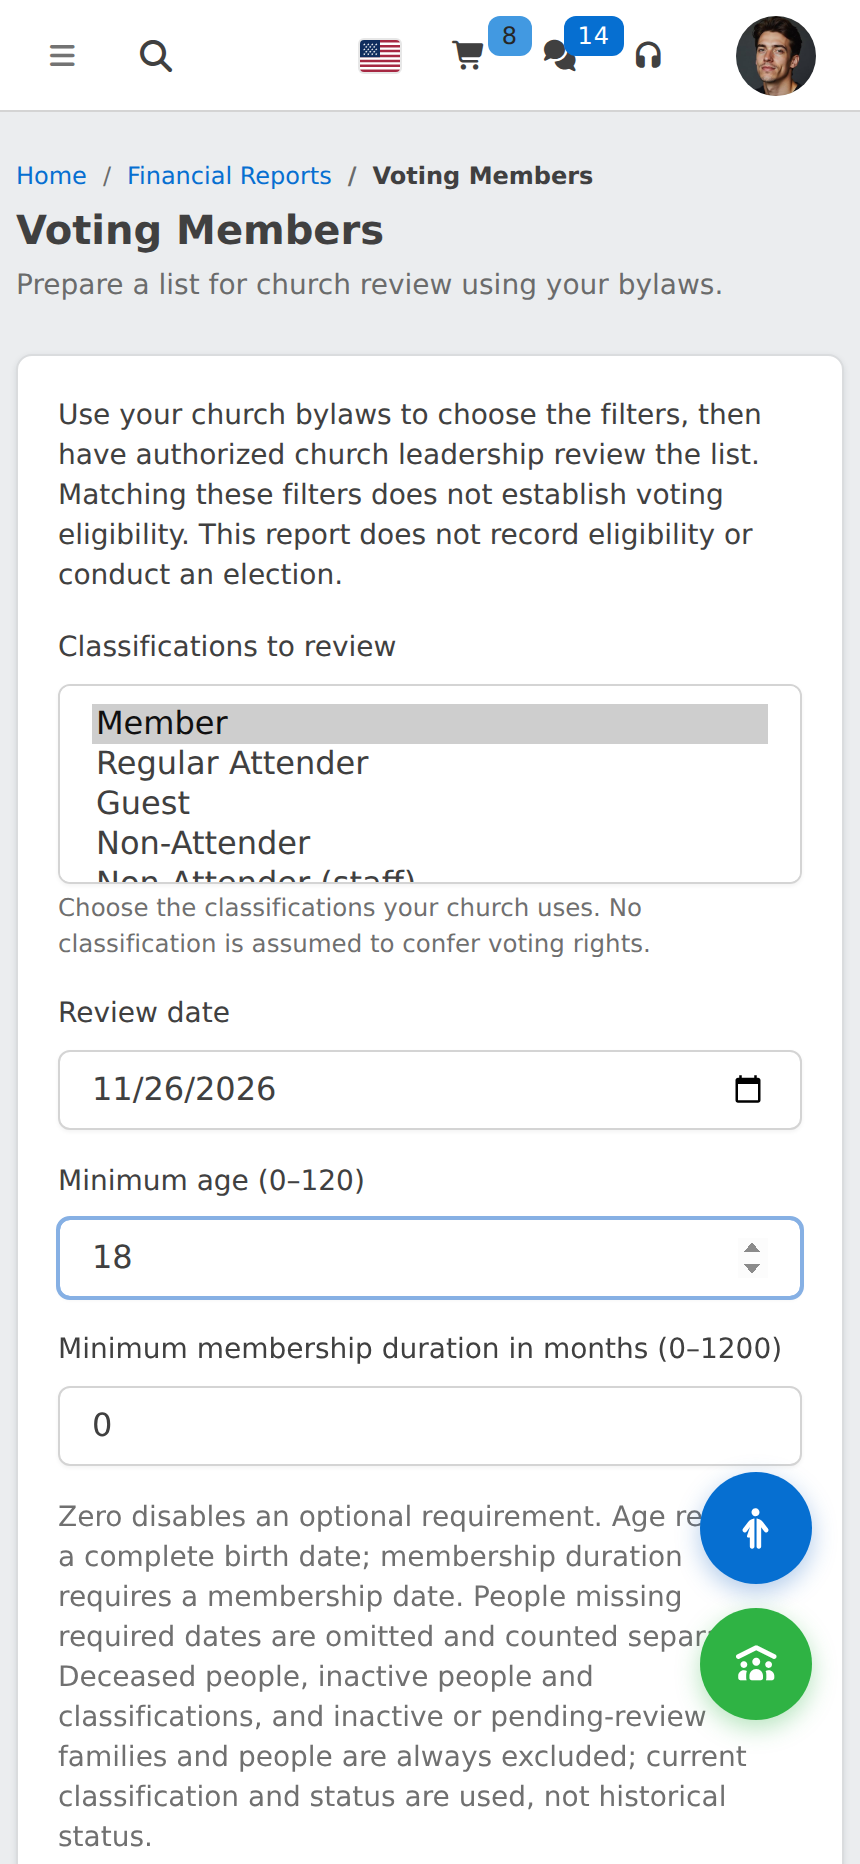 8
14
Home / Financial Reports / Voting Members
Voting Members
Prepare a list for church review using your bylaws.
Use your church bylaws to choose the filters, then
have authorized church leadership review the list.
Matching these filters does not establish voting
eligibility. This report does not record eligibility or
conduct an election.
Classifications to review
Member
Regular Attender
Guest
Non-Attender
Non-Attender (staff)
Choose the classifications your church uses. No
classification is assumed to confer voting rights.
Review date
11/26/2026
Minimum age (0–120)
18
Minimum membership duration in months (0–1200)
0
Zero disables an optional requirement. Age
a complete birth date; membership duration
requires a membership date. People missing
required dates are omitted and counted
Deceased people, inactive people and
classifications, and inactive or pending-review
families and people are always excluded; current
classification and status are used, not historical
status.